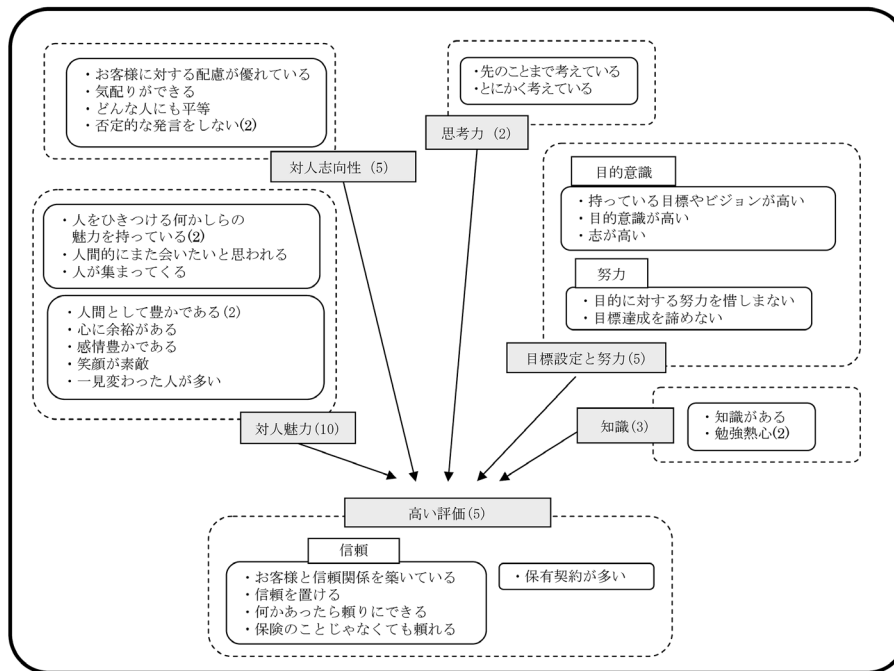 ・お客様に対する配慮が優れている
・気配りができる
・どんな人にも平等
・否定的な発言をしない(2)
対人志向性 (5)
・先のことまで考えている
・とにかく考えている
思考力 (2)
目的意識
・持っている目標やビジョンが高い
・目的意識が高い
・志が高い
努力
・目的に対する努力を惜しまない
・目標達成を諦めない
目標設定と努力(5)
・人をひきつける何かしらの
魅力を持っている(2)
・人間的にまた会いたいと思われる
・人が集まってくる
・人間として豊かである(2)
・心に余裕がある
・感情豊かである
・笑顔が素敵
・一見変わった人が多い
対人魅力(10)
知識(3)
・知識がある
・勉強熱心(2)
高い評価(5)
信頼
・お客様と信頼関係を築いている
・信頼を置ける
・何かあったら頼りにできる
・保険のことじゃなくても頼れる
・保有契約が多い